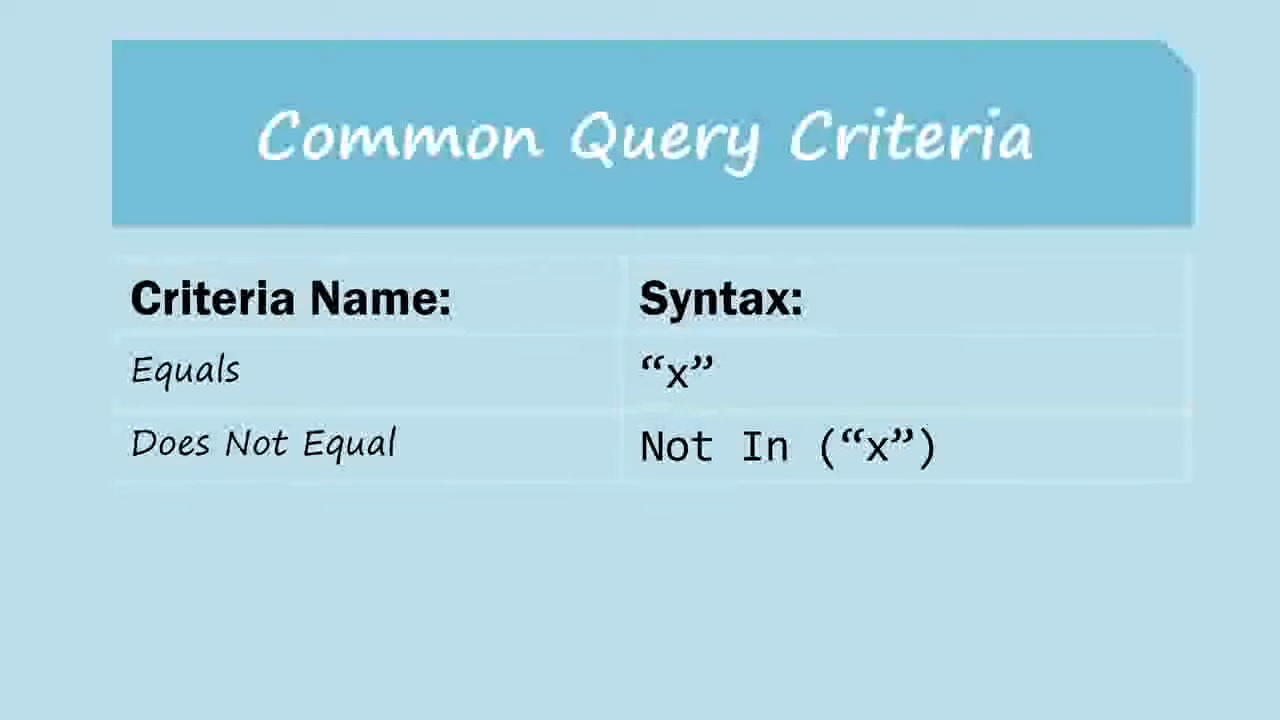 Common Query Criteria
Criteria Name: Syntax:
Equals “x”
Does Not Equal Not In (“x”)